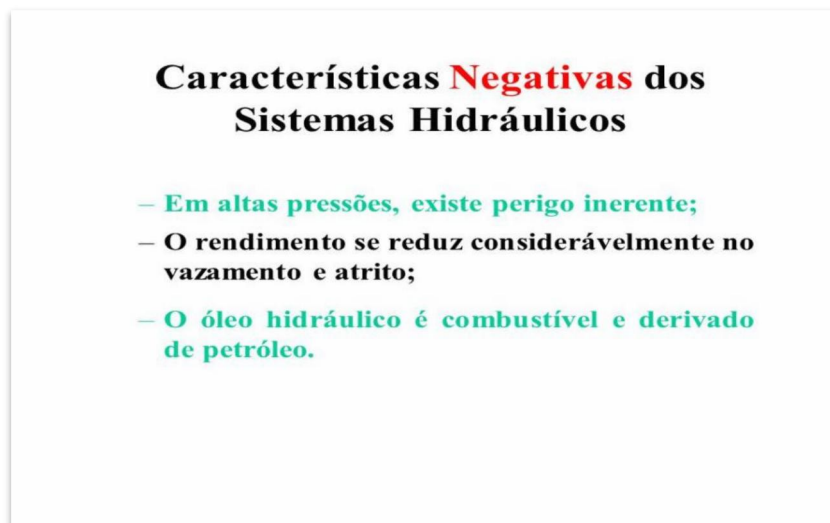 Características Negativas dos
Sistemas Hidráulicos
– Em altas pressões, existe perigo inerente;
– O rendimento se reduz considerávelmente no
vazamento e atrito;
– O óleo hidráulico é combustível e derivado
de petróleo.